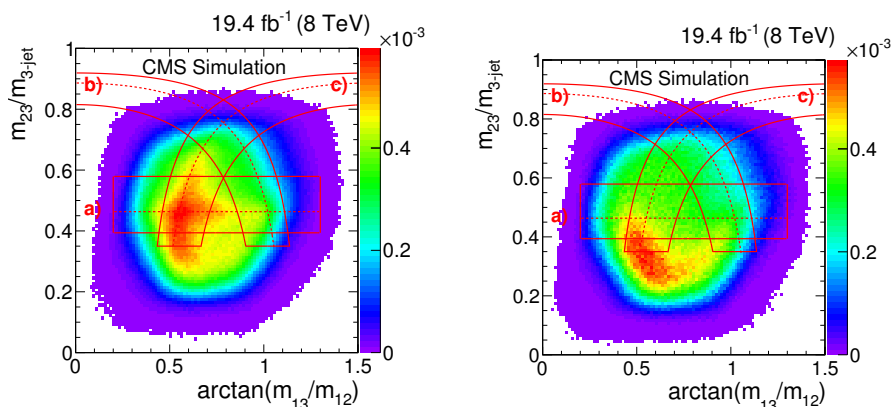 19.4 fb⁻¹ (8 TeV)
×10⁻³
CMS Simulation
b)
c)
a)
m₂₃/m₃₋ⱼₑₜ
1
0.8
0.6
0.4
0.2
0
0 0.5 1 1.5
arctan(m₁₃/m₁₂)
0.4
0.2
0
19.4 fb⁻¹ (8 TeV)
×10⁻³
CMS Simulation
b)
c)
a)
m₂₃/m₃₋ⱼₑₜ
1
0.8
0.6
0.4
0.2
0
0 0.5 1 1.5
arctan(m₁₃/m₁₂)
0.4
0.2
0